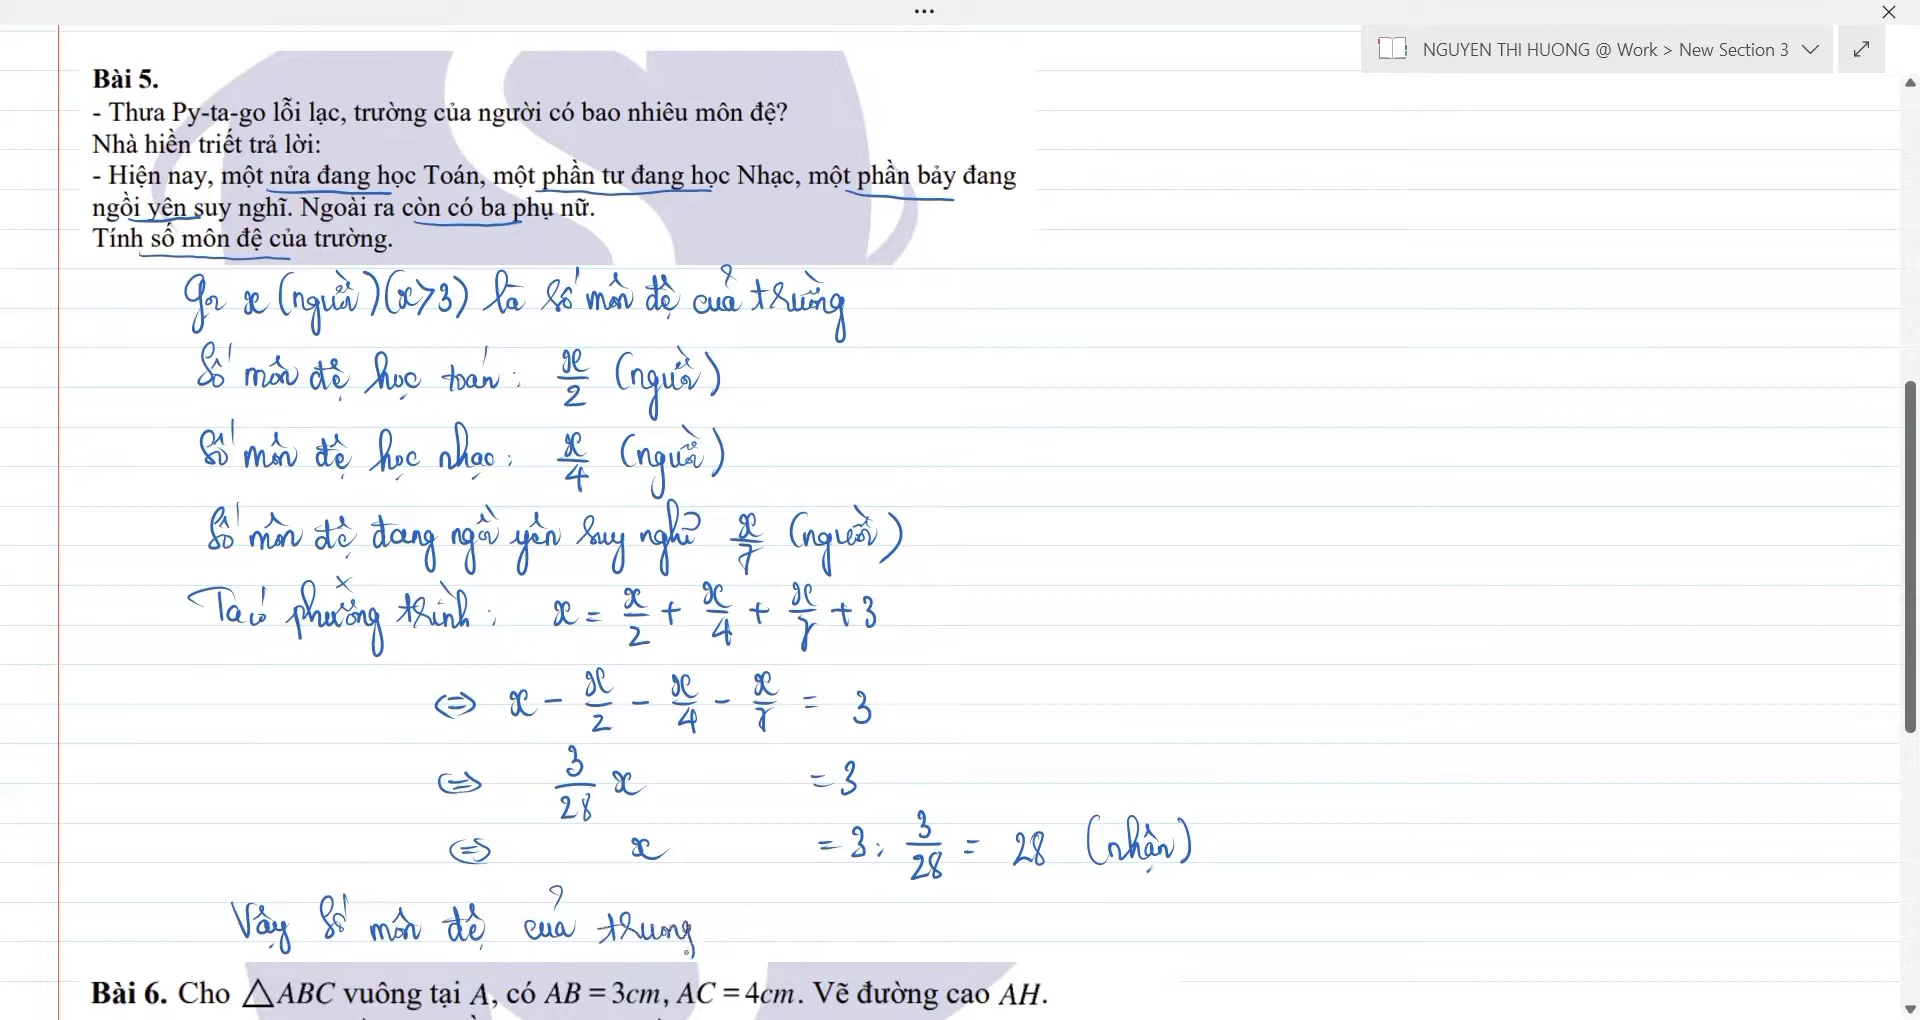 ...
NGUYEN THI HUONG @ Work > New Section 3
Bài 5.
- Thưa Py-ta-go lỗi lạc, trường của người có bao nhiêu môn đệ?
Nhà hiền triết trả lời:
- Hiện nay, một nửa đang học Toán, một phần tư đang học Nhạc, một phần bảy đang
ngồi yên suy nghĩ. Ngoài ra còn có ba phụ nữ.
Tính số môn đệ của trường.
Gọi x (người) (x>3) là số môn đệ của trường
Số môn đệ học toán: x/2 (người)
Số môn đệ học nhạc: x/4 (người)
Số môn đệ đang ngồi yên suy nghĩ x/7 (người)
Ta có phương trình: x = x/2 + x/4 + x/7 + 3
⇔ x - x/2 - x/4 - x/7 = 3
⇔ 3/28 x = 3
⇔ x = 3 : 3/28 = 28 (nhận)
Vậy số môn đệ của trung
Bài 6. Cho △ABC vuông tại A, có AB = 3cm, AC = 4cm. Vẽ đường cao AH.